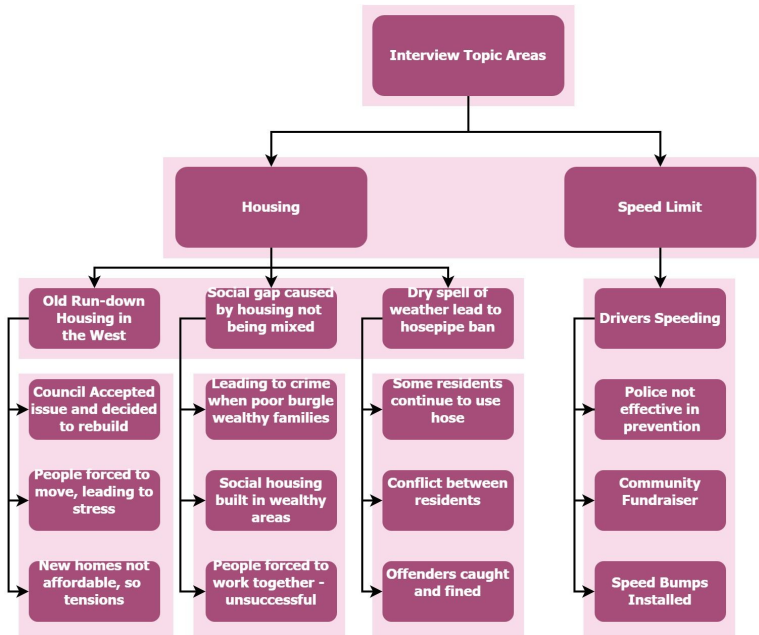 Interview Topic Areas
Housing
Speed Limit
Old Run-down
Housing in
the West
Social gap caused
by housing not
being mixed
Dry spell of
weather lead to
hosepipe ban
Drivers Speeding
Council Accepted
issue and decided
to rebuild
Leading to crime
when poor burgle
wealthy families
Some residents
continue to use
hose
Police not
effective in
prevention
People forced to
move, leading to
stress
Social housing
built in wealthy
areas
Conflict between
residents
Community
Fundraiser
New homes not
affordable, so
tensions
People forced to
work together -
unsuccessful
Offenders caught
and fined
Speed Bumps
Installed